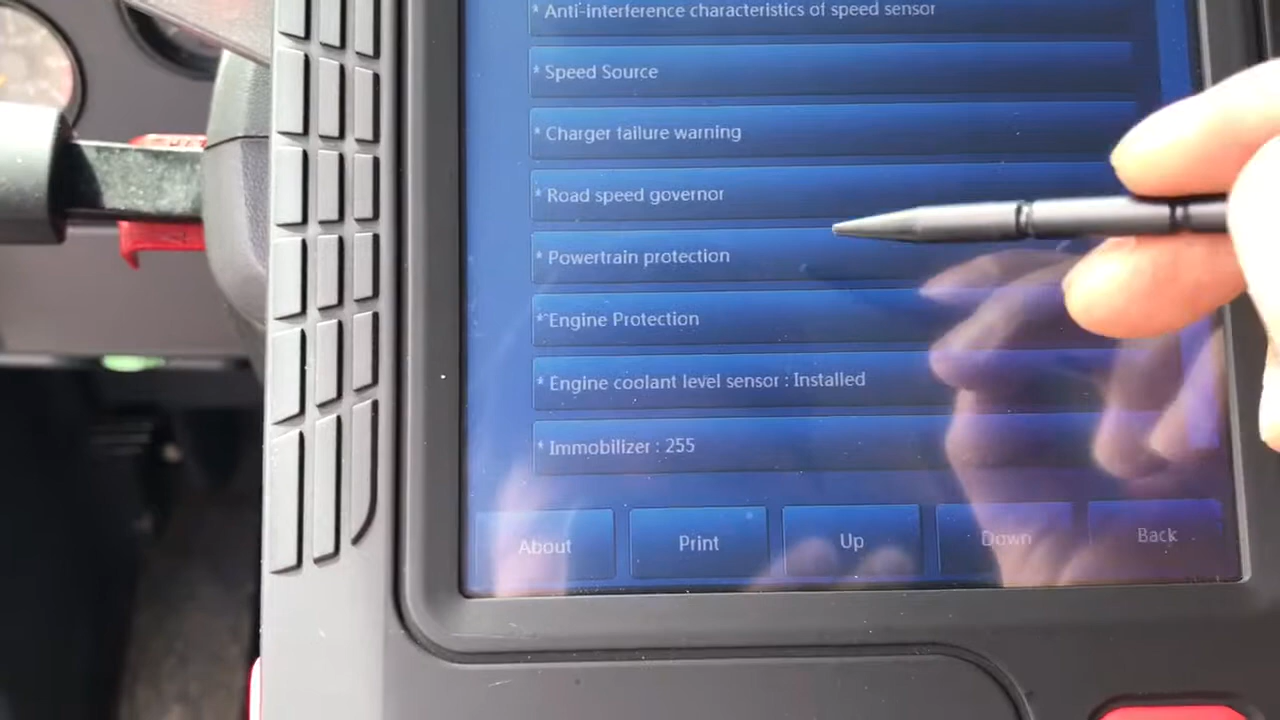 * Anti-interference characteristics of speed sensor
* Speed Source
* Charger failure warning
* Road speed governor
* Powertrain protection
* Engine Protection
* Engine coolant level sensor : Installed
* Immobilizer : 255
About Print Up Down Back